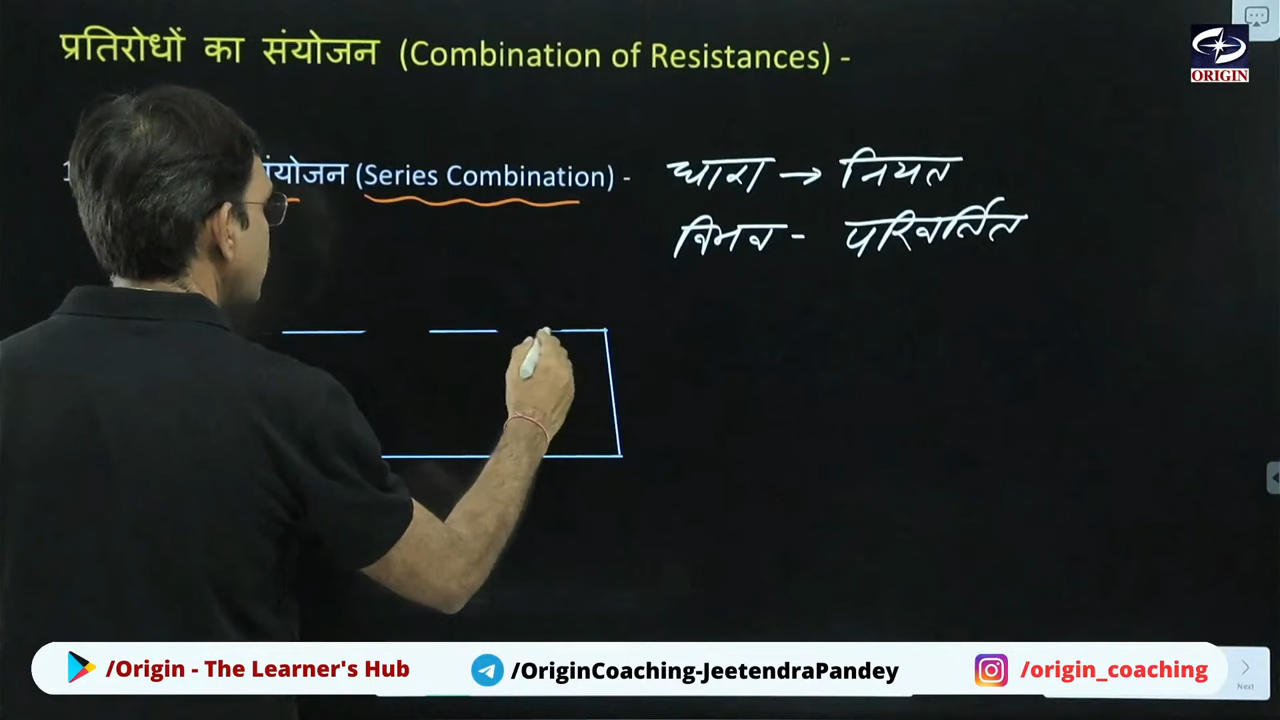 प्रतिरोधों का संयोजन (Combination of Resistances) -
ORIGIN
संयोजन (Series Combination) - धारा → नियत
विभव - परिवर्तित
/Origin - The Learner's Hub
/OriginCoaching-JeetendraPandey
/origin_coaching
Next